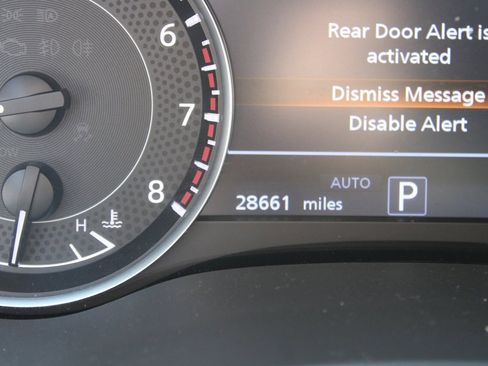 Rear Door Alert is
activated
Dismiss Message
Disable Alert
6
7
8
AUTO
28661 miles
P
H